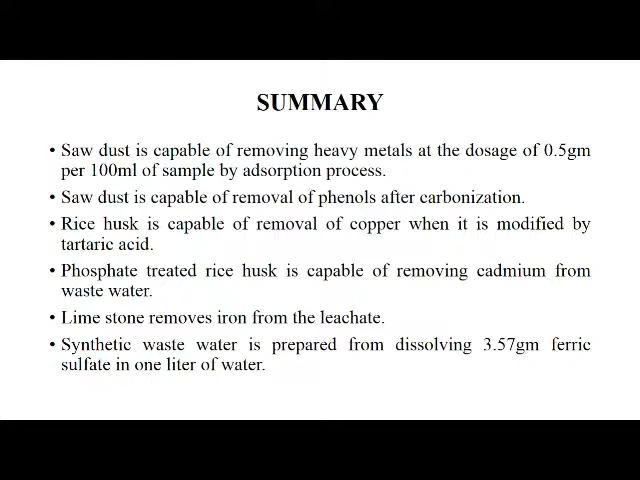 SUMMARY
• Saw dust is capable of removing heavy metals at the dosage of 0.5gm
per 100ml of sample by adsorption process.
• Saw dust is capable of removal of phenols after carbonization.
• Rice husk is capable of removal of copper when it is modified by
tartaric acid.
• Phosphate treated rice husk is capable of removing cadmium from
waste water.
• Lime stone removes iron from the leachate.
• Synthetic waste water is prepared from dissolving 3.57gm ferric
sulfate in one liter of water.